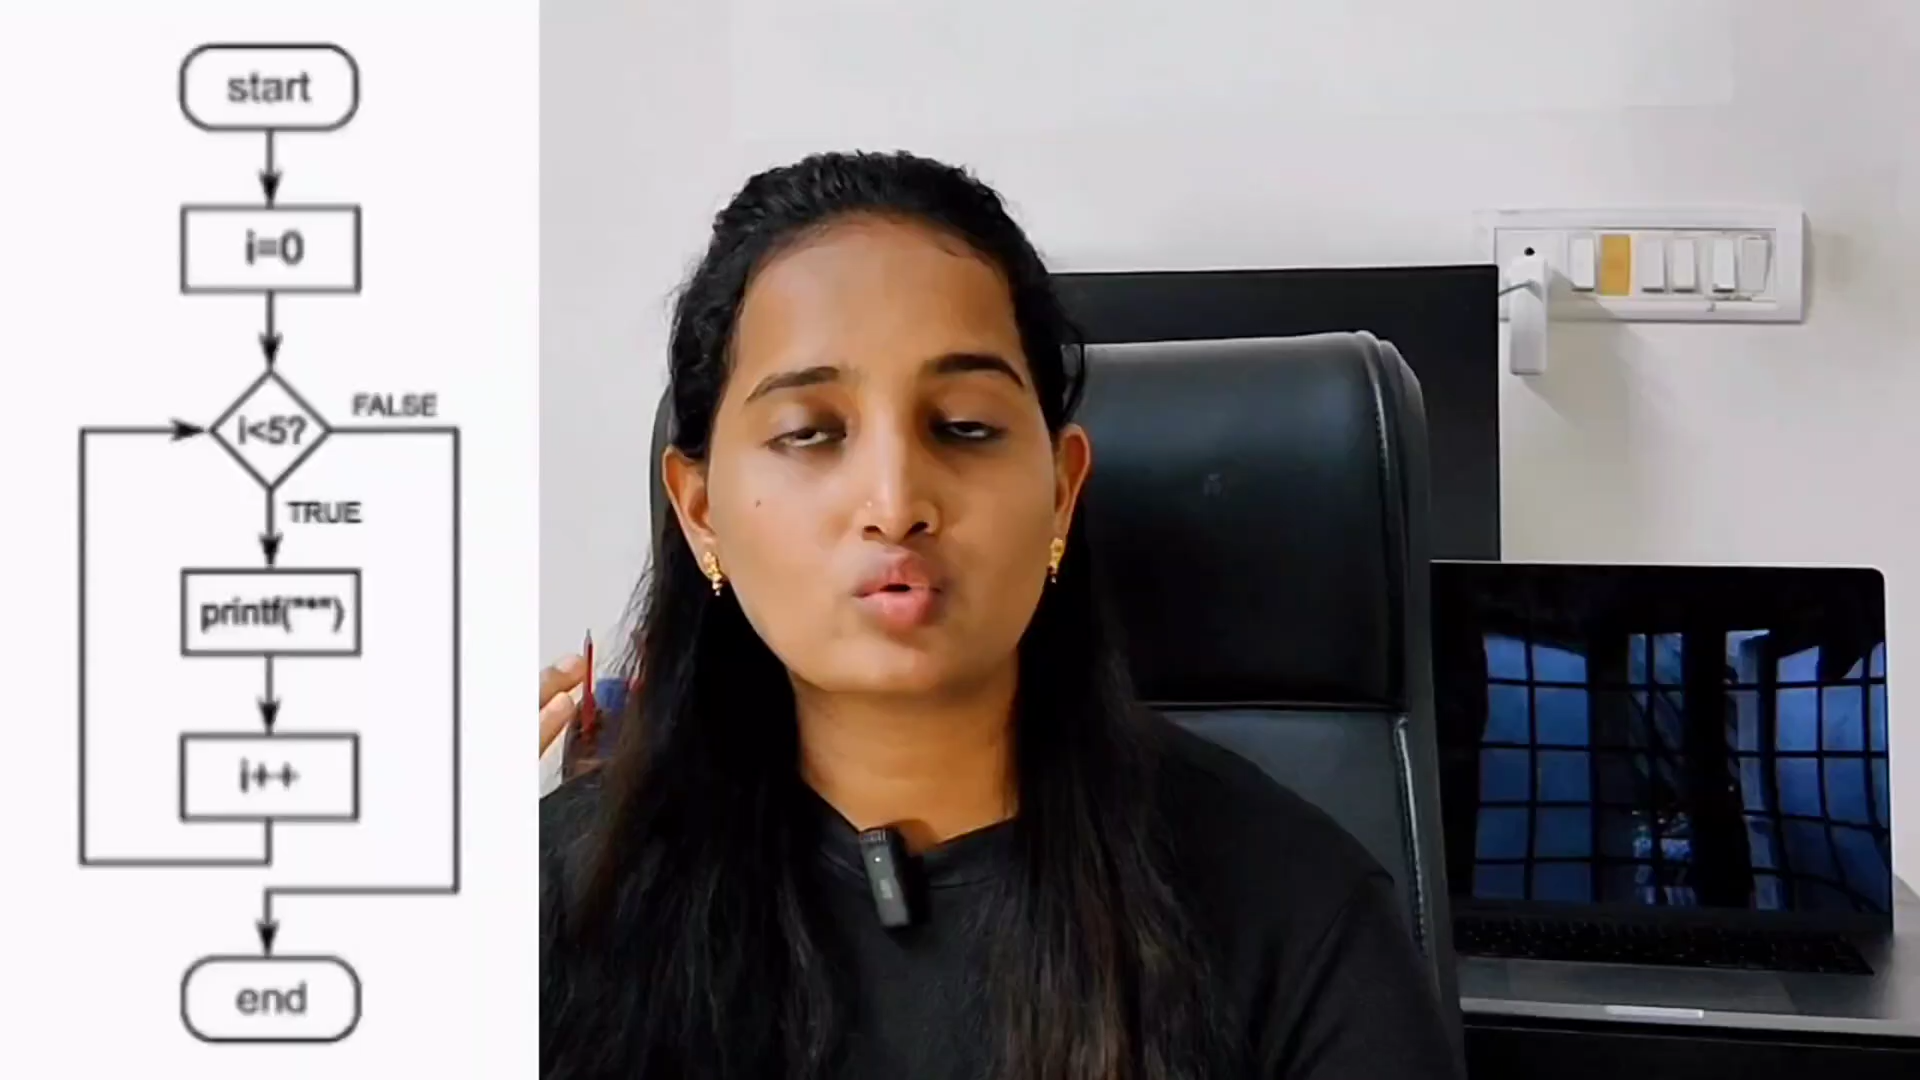 start
i=0
i<5?
FALSE
TRUE
printf("*")
i++
end